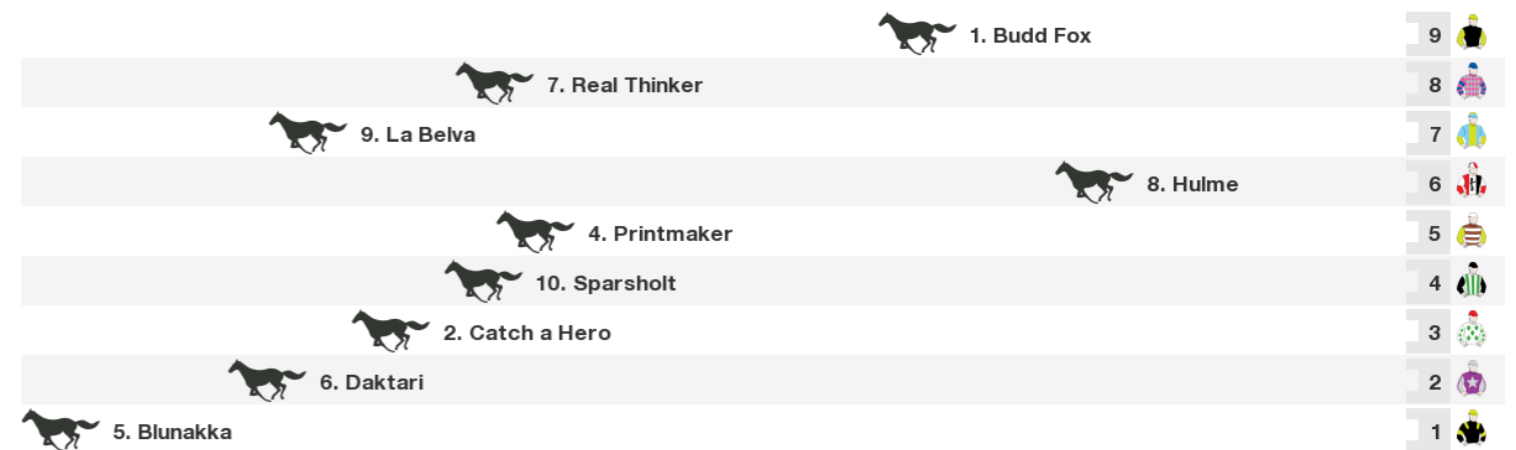 1. Budd Fox 9
7. Real Thinker 8
9. La Belva 7
8. Hulme 6
4. Printmaker 5
10. Sparsholt 4
2. Catch a Hero 3
6. Daktari 2
5. Blunakka 1